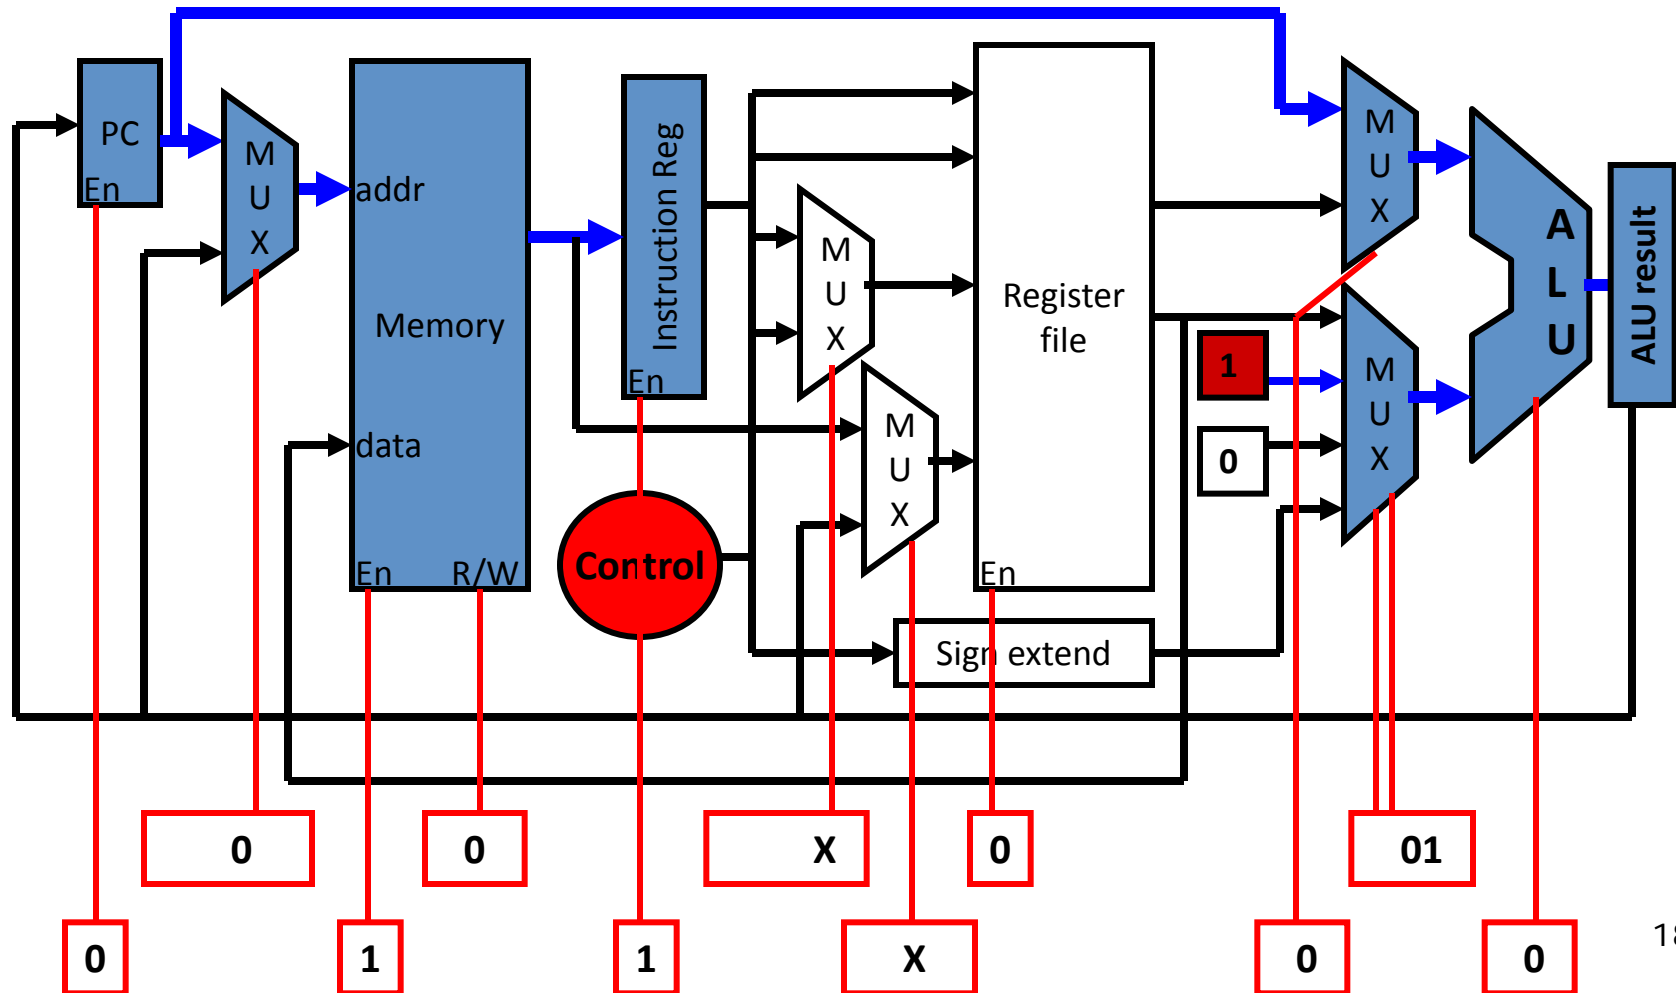 PC
En
M
U
X
addr
Memory
data
En R/W
Instruction Reg
En
Control
M
U
X
M
U
X
Register
file
En
Sign extend
1
0
M
U
X
M
U
X
A
L
U
ALU result
0
0
X
0
01
0
1
1
X
0
0